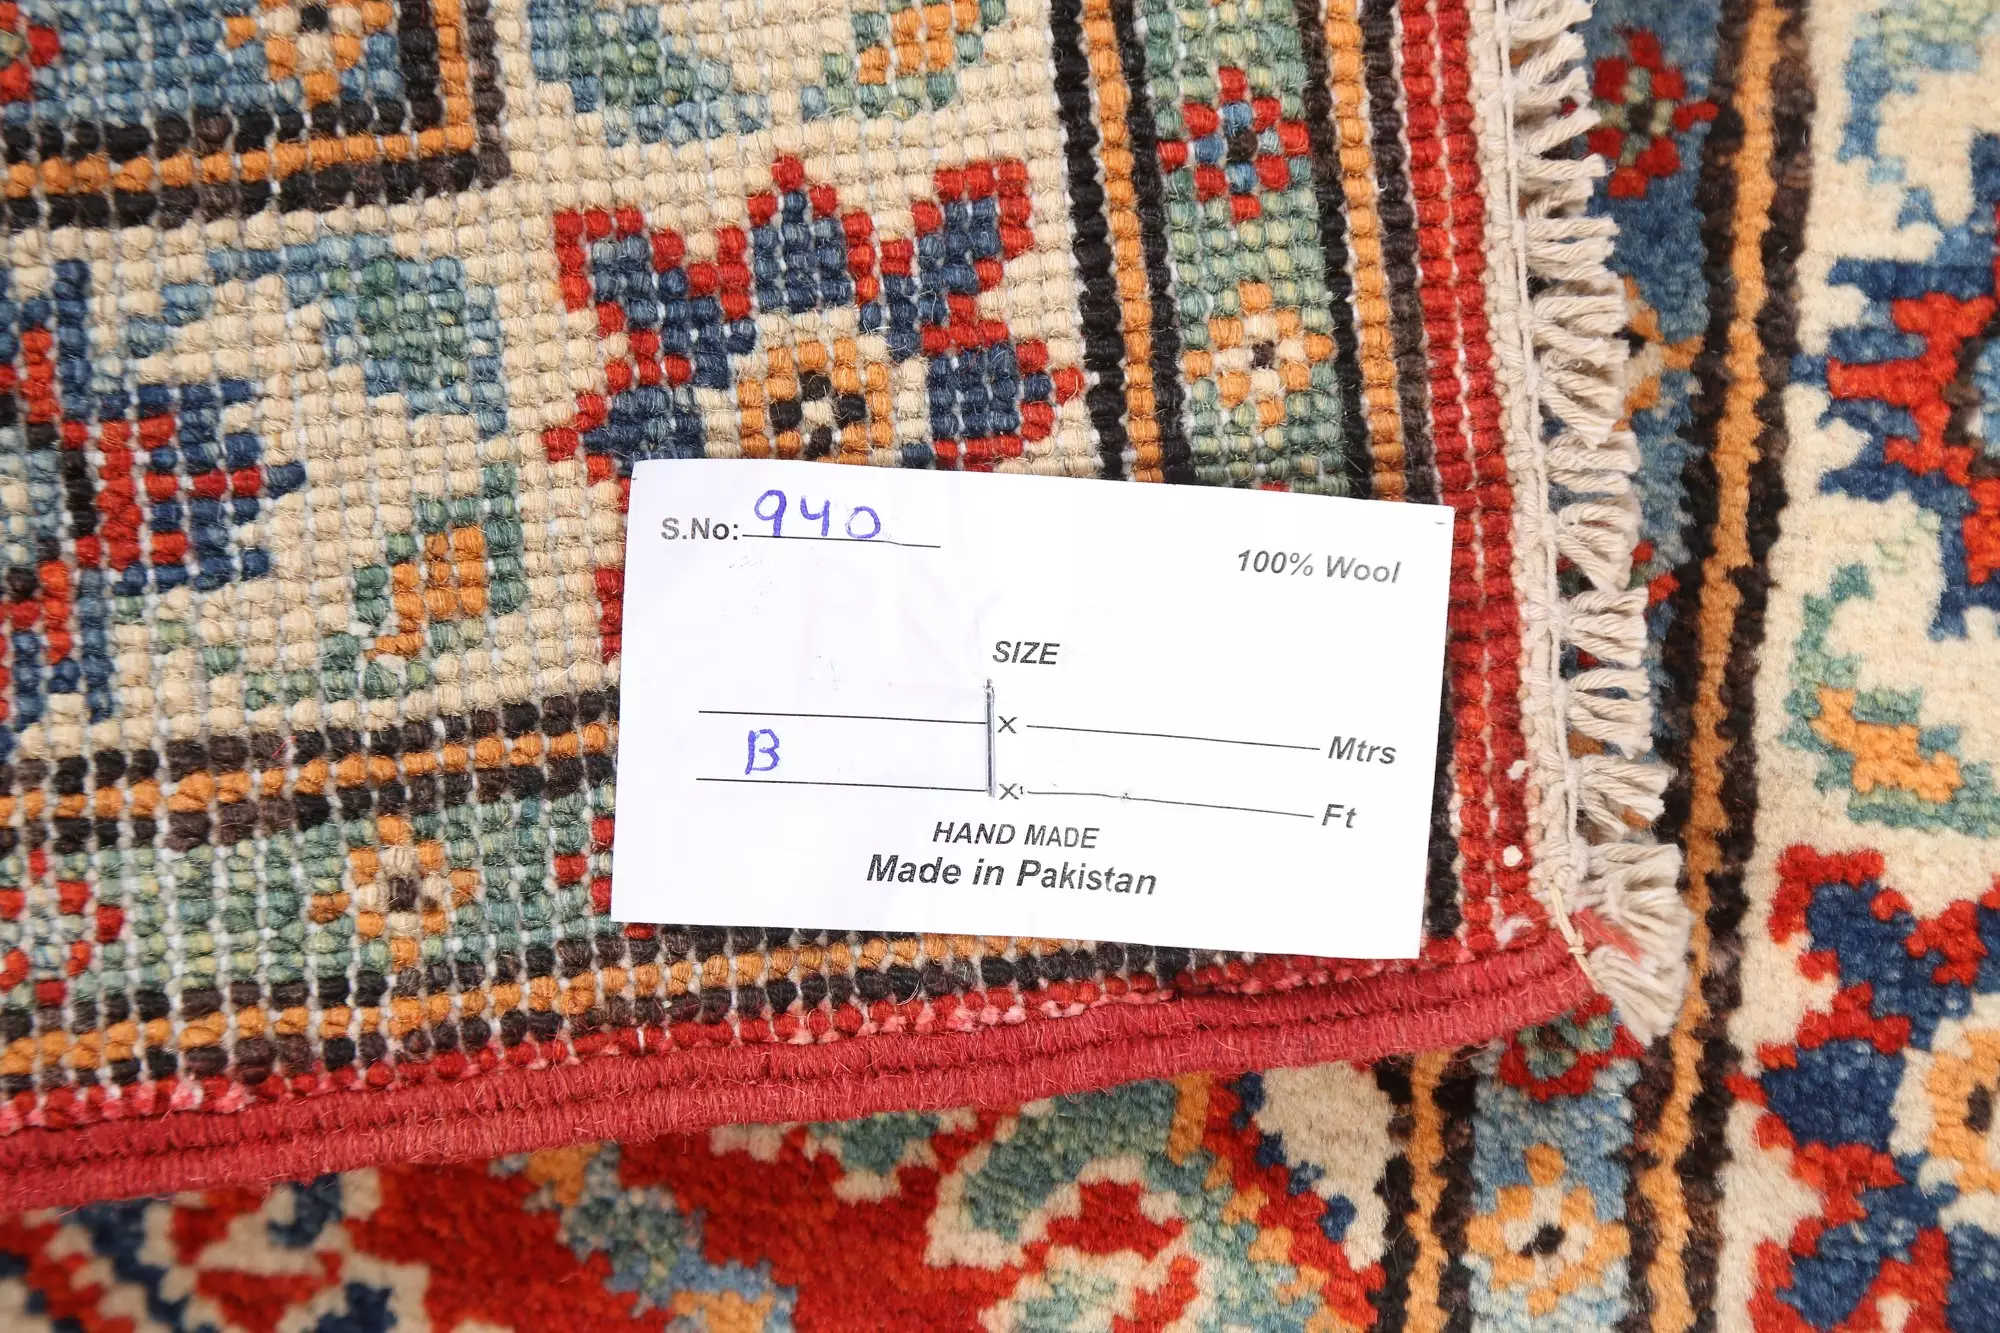 S.No: 940
100% Wool
SIZE
x Mtrs
B
x Ft
HAND MADE
Made in Pakistan